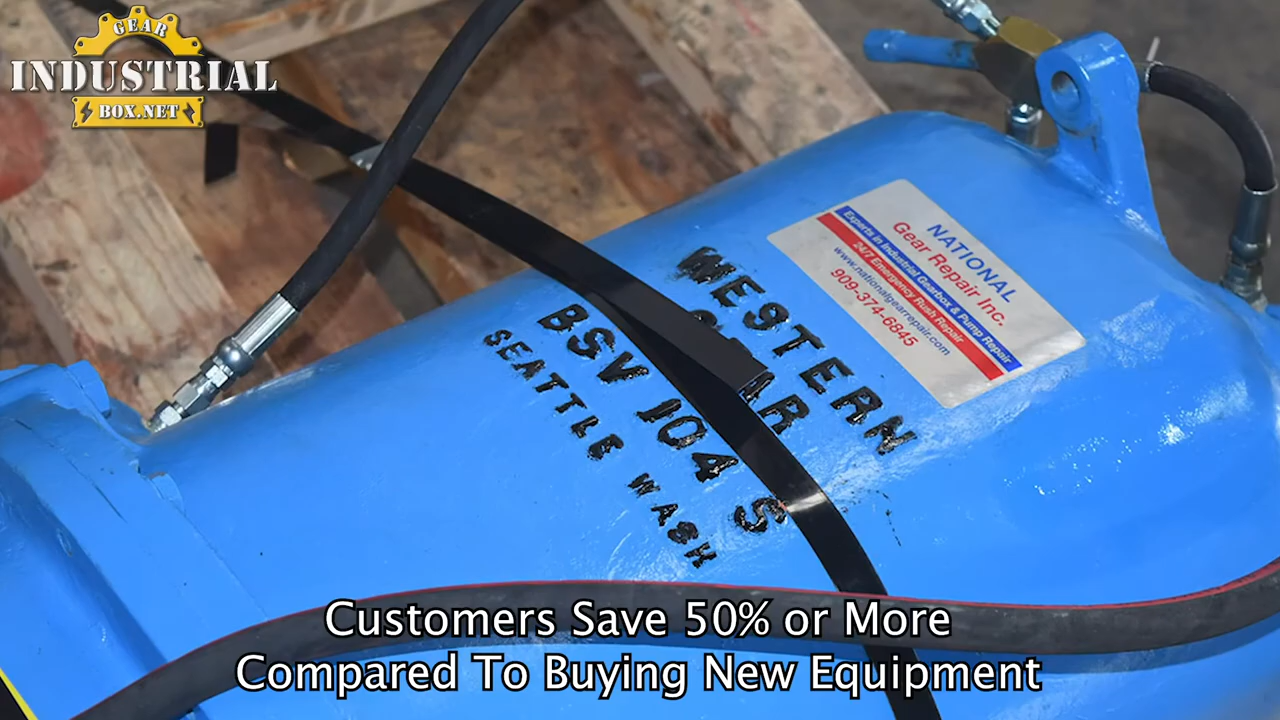 GEAR
INDUSTRIAL
BOX.NET
NATIONAL
Gear Repair Inc.
Experts in Industrial Gearbox & Pump Repair
24/7 Emergency Rush Repair
www.nationalgearrepair.com
909-374-6845
WESTERN
GEAR
BSV 104 S
SEATTLE WASH
Customers Save 50% or More
Compared To Buying New Equipment